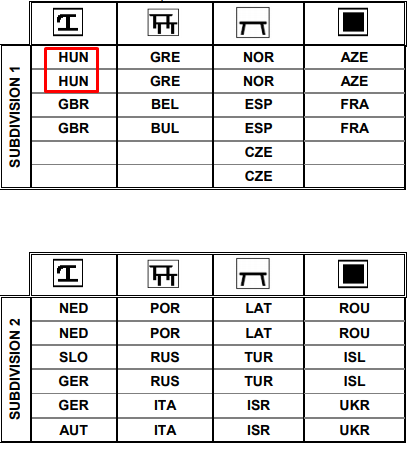 SUBDIVISION 1
HUN GRE NOR AZE
HUN GRE NOR AZE
GBR BEL ESP FRA
GBR BUL ESP FRA
CZE
CZE
SUBDIVISION 2
NED POR LAT ROU
NED POR LAT ROU
SLO RUS TUR ISL
GER RUS TUR ISL
GER ITA ISR UKR
AUT ITA ISR UKR